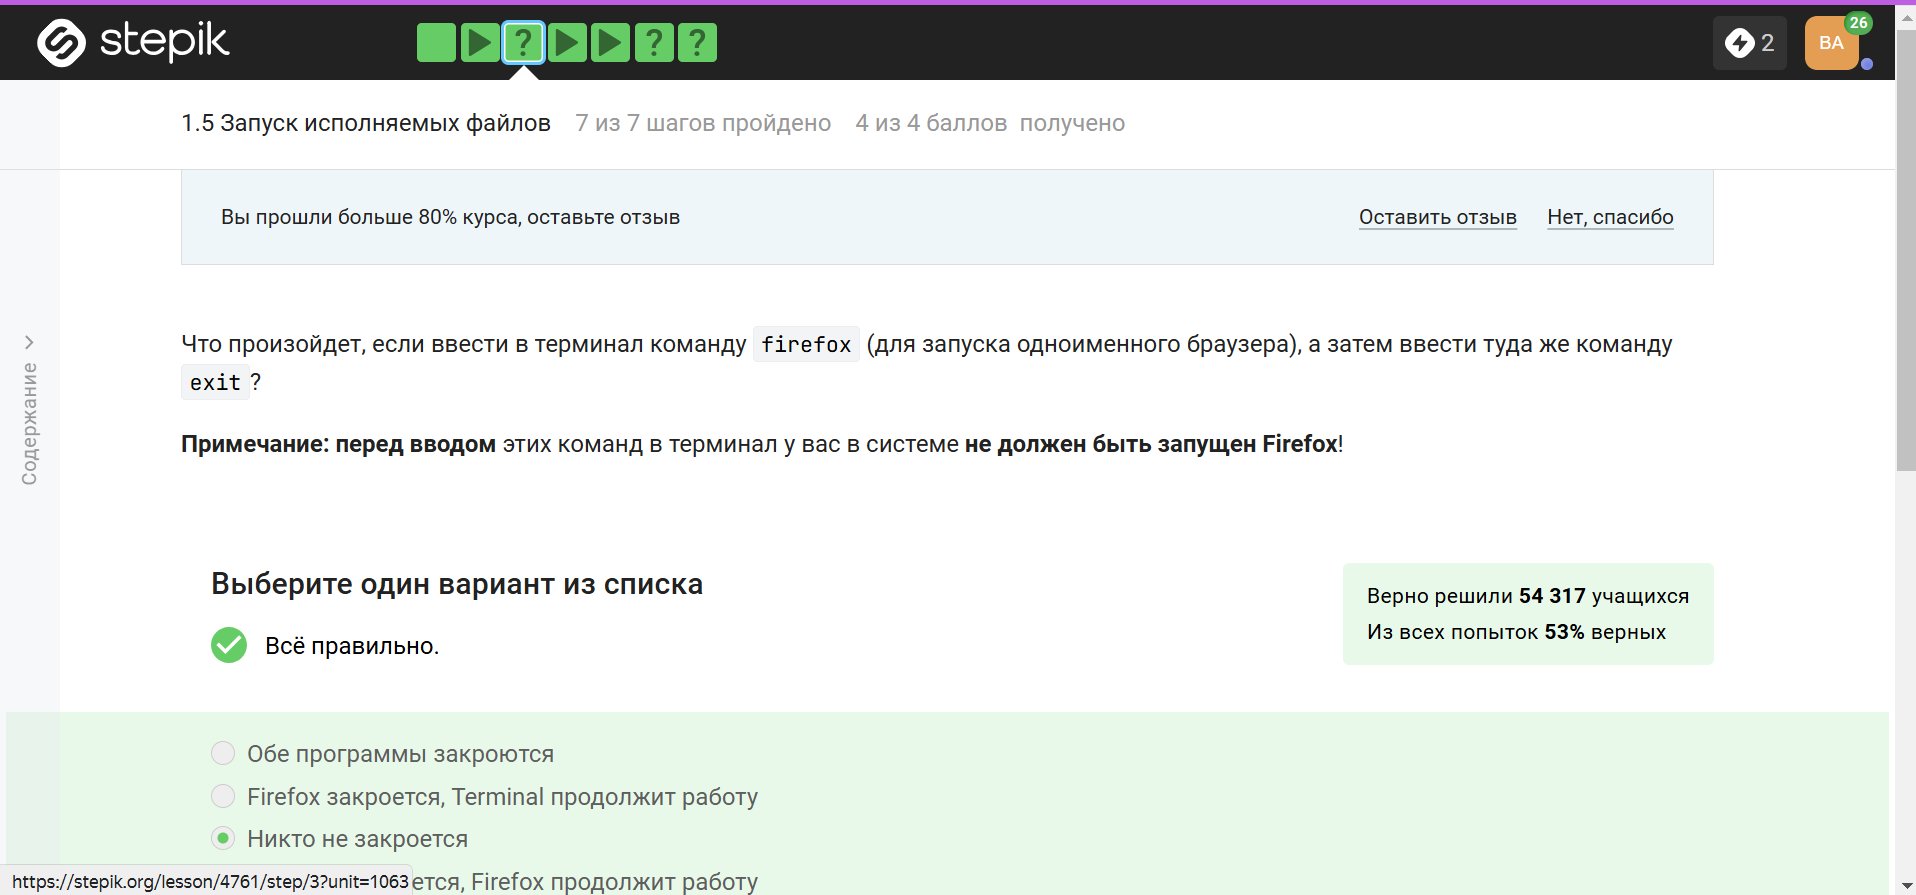 stepik
?
?
?
2
BA
26
1.5 Запуск исполняемых файлов 7 из 7 шагов пройдено 4 из 4 баллов получено
Вы прошли больше 80% курса, оставьте отзыв
Оставить отзыв
Нет, спасибо
Содержание
Что произойдет, если ввести в терминал команду firefox (для запуска одноименного браузера), а затем ввести туда же команду
exit ?
Примечание: перед вводом этих команд в терминал у вас в системе не должен быть запущен Firefox!
Выберите один вариант из списка
Всё правильно.
Верно решили 54 317 учащихся
Из всех попыток 53% верных
Обе программы закроются
Firefox закроется, Terminal продолжит работу
Никто не закроется
ется, Firefox продолжит работу
https://stepik.org/lesson/4761/step/3?unit=1063